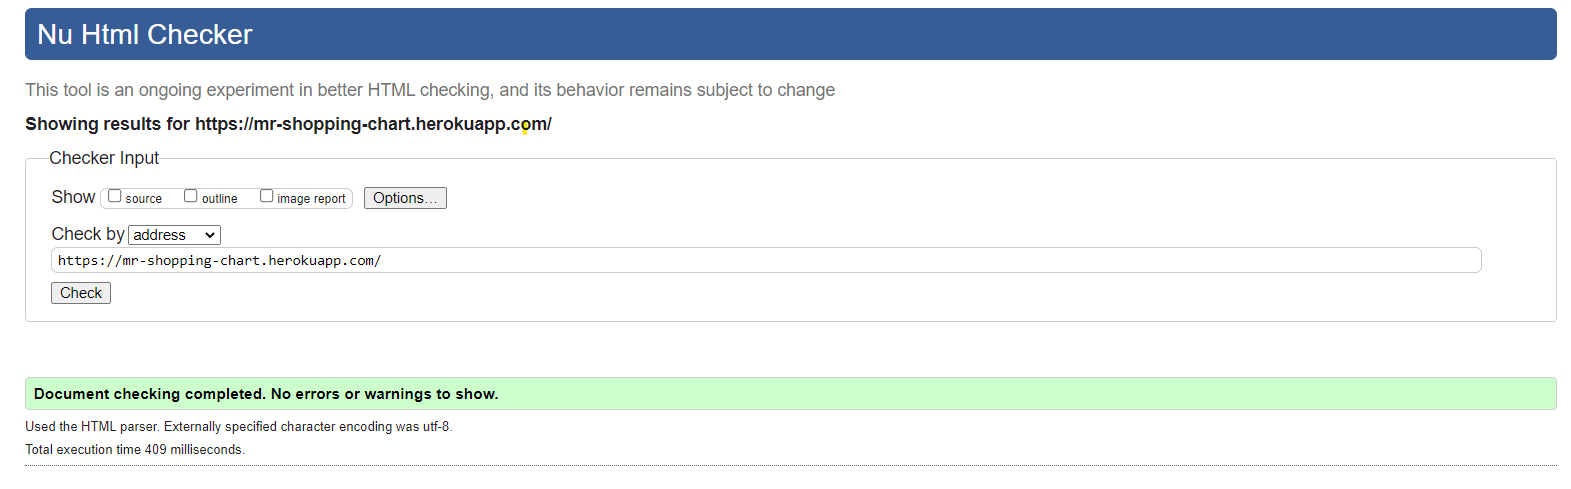 Nu Html Checker
This tool is an ongoing experiment in better HTML checking, and its behavior remains subject to change
Showing results for https://mr-shopping-chart.herokuapp.com/
Checker Input
Show source outline image report Options...
Check by address
https://mr-shopping-chart.herokuapp.com/
Check
Document checking completed. No errors or warnings to show.
Used the HTML parser. Externally specified character encoding was utf-8.
Total execution time 409 milliseconds.